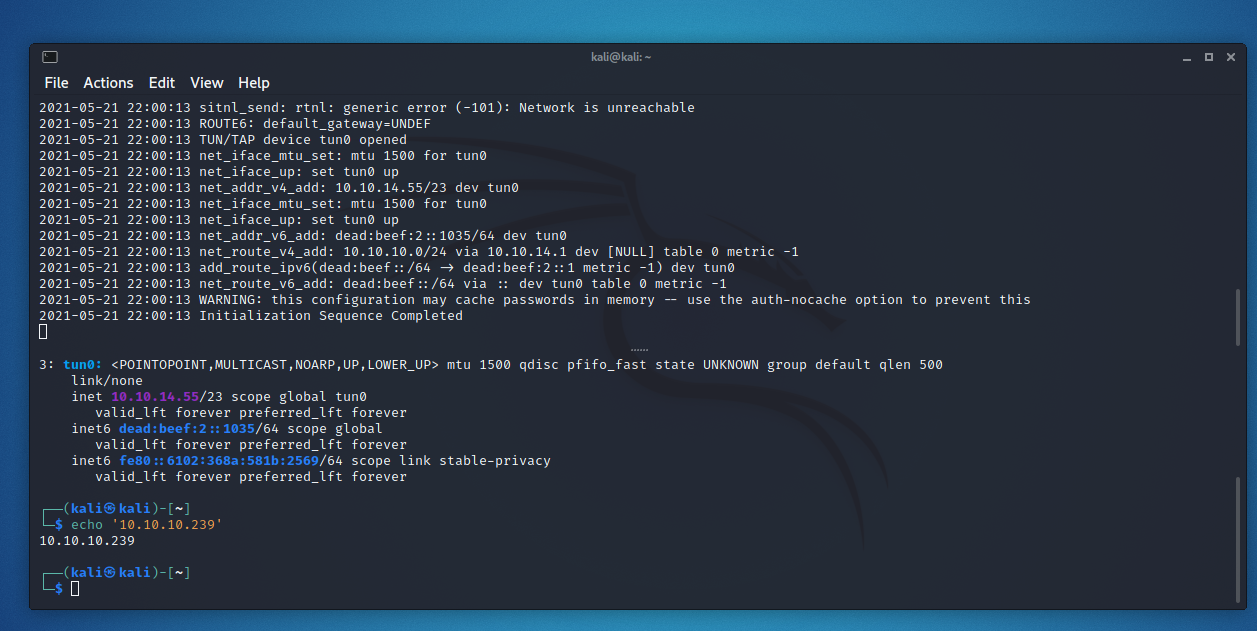 kali@kali: ~
File Actions Edit View Help
2021-05-21 22:00:13 sitnl_send: rtnl: generic error (-101): Network is unreachable
2021-05-21 22:00:13 ROUTE6: default_gateway=UNDEF
2021-05-21 22:00:13 TUN/TAP device tun0 opened
2021-05-21 22:00:13 net_iface_mtu_set: mtu 1500 for tun0
2021-05-21 22:00:13 net_iface_up: set tun0 up
2021-05-21 22:00:13 net_addr_v4_add: 10.10.14.55/23 dev tun0
2021-05-21 22:00:13 net_iface_mtu_set: mtu 1500 for tun0
2021-05-21 22:00:13 net_iface_up: set tun0 up
2021-05-21 22:00:13 net_addr_v6_add: dead:beef:2::1035/64 dev tun0
2021-05-21 22:00:13 net_route_v4_add: 10.10.10.0/24 via 10.10.14.1 dev [NULL] table 0 metric -1
2021-05-21 22:00:13 add_route_ipv6(dead:beef::/64 -> dead:beef:2::1 metric -1) dev tun0
2021-05-21 22:00:13 net_route_v6_add: dead:beef::/64 via :: dev tun0 table 0 metric -1
2021-05-21 22:00:13 WARNING: this configuration may cache passwords in memory -- use the auth-nocache option to prevent this
2021-05-21 22:00:13 Initialization Sequence Completed
3: tun0: <POINTOPOINT,MULTICAST,NOARP,UP,LOWER_UP> mtu 1500 qdisc pfifo_fast state UNKNOWN group default qlen 500
link/none
inet 10.10.14.55/23 scope global tun0
valid_lft forever preferred_lft forever
inet6 dead:beef:2::1035/64 scope global
valid_lft forever preferred_lft forever
inet6 fe80::6102:368a:581b:2569/64 scope link stable-privacy
valid_lft forever preferred_lft forever
┌──(kali㉿kali)-[~]
└─$ echo '10.10.10.239'
10.10.10.239
┌──(kali㉿kali)-[~]
└─$